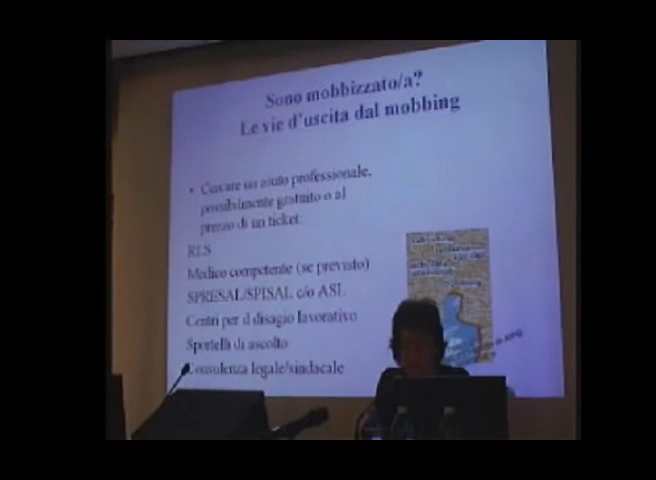 Sono mobbizzato/a?
Le vie d'uscita dal mobbing
• Cercare un aiuto professionale,
possibilmente gratuito o al
prezzo di un ticket.
RLS
Medico competente (se previsto)
SPRESAL/SPISAL c/o ASL
Centri per il disagio lavorativo
Sportelli di ascolto
Consulenza legale/sindacale